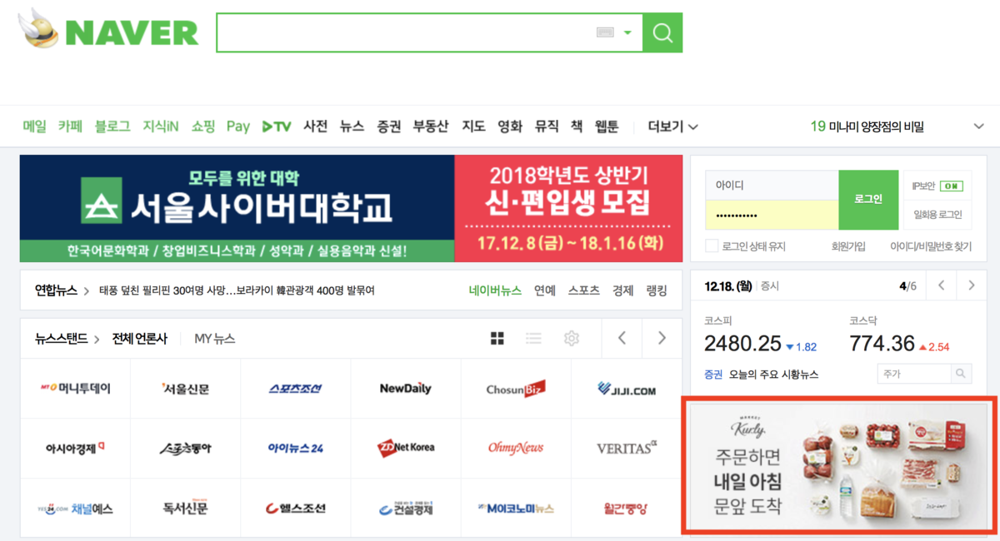 NAVER
메일 카페 블로그 지식iN 쇼핑 Pay TV 사전 뉴스 증권 부동산 지도 영화 뮤직 책 웹툰 더보기
19 미나미 양장점의 비밀
모두를 위한 대학
서울사이버대학교
한국어문화학과 / 창업비즈니스학과 / 성악과 / 실용음악과 신설!
2018학년도 상반기
신·편입생 모집
17.12.8(금) ~ 18.1.16(화)
아이디
로그인
IP보안 ON
일회용 로그인
로그인 상태 유지 회원가입 아이디/비밀번호 찾기
연합뉴스 > 태풍 덮친 필리핀 30여명 사망...보라카이 韓관광객 400명 발묶여
네이버뉴스 연예 스포츠 경제 랭킹
12.18. (월) 증시 4/6
코스피 코스닥
2480.25 ▼1.82 774.36 ▲2.54
증권 오늘의 주요 시황뉴스 주가
뉴스스탠드 > 전체 언론사 MY 뉴스
MT 머니투데이 서울신문 스포츠조선 NewDaily ChosunBiz JIJI.COM
아시아경제 스포츠동아 아이뉴스24 ZDNet Korea OhmyNews VERITASα
YES24.COM 채널예스 독서신문 헬스조선 건설경제 마이코노미뉴스 월간중앙
MARKET
Kurly
주문하면
내일 아침
문앞 도착